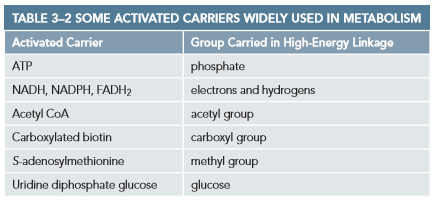 TABLE 3–2 SOME ACTIVATED CARRIERS WIDELY USED IN METABOLISM
Activated Carrier Group Carried in High-Energy Linkage
ATP phosphate
NADH, NADPH, FADH₂ electrons and hydrogens
Acetyl CoA acetyl group
Carboxylated biotin carboxyl group
S-adenosylmethionine methyl group
Uridine diphosphate glucose glucose